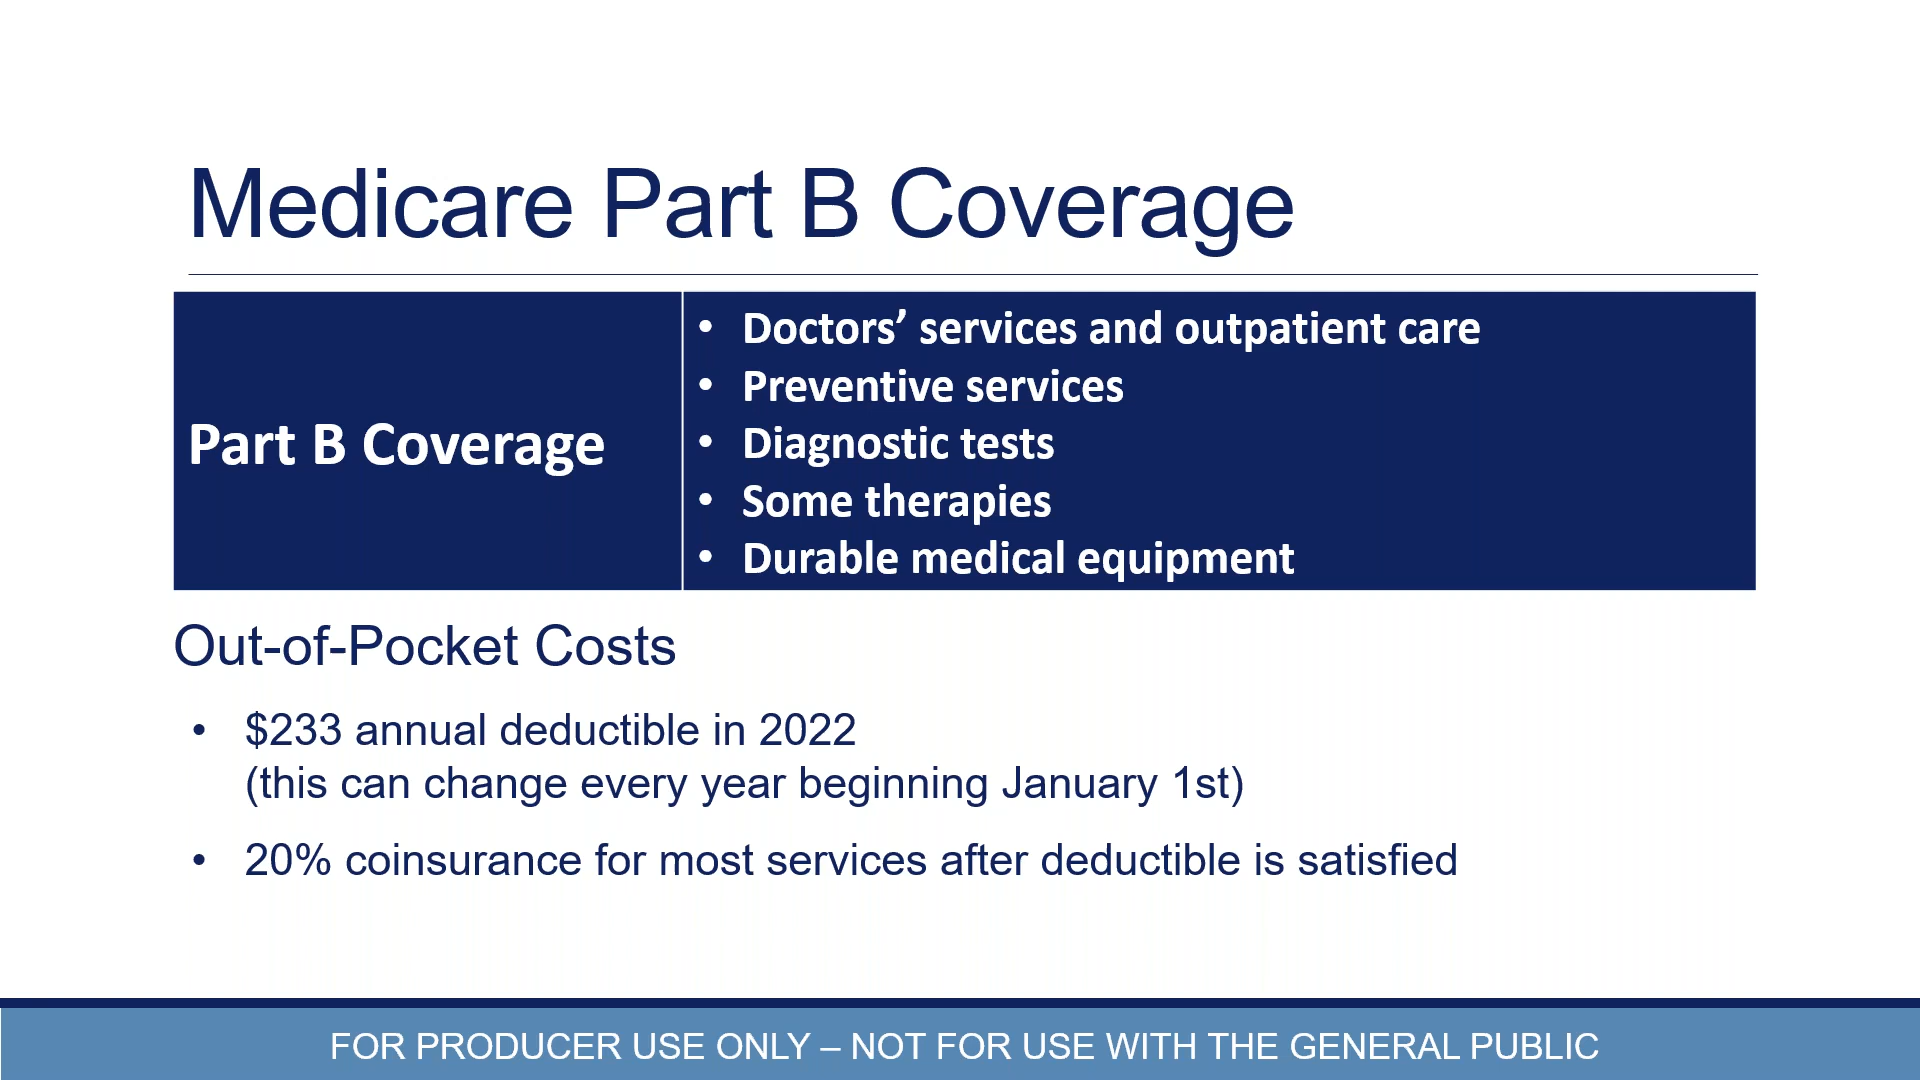 Medicare Part B Coverage
Part B Coverage
• Doctors’ services and outpatient care
• Preventive services
• Diagnostic tests
• Some therapies
• Durable medical equipment
Out-of-Pocket Costs
• $233 annual deductible in 2022
(this can change every year beginning January 1st)
• 20% coinsurance for most services after deductible is satisfied
FOR PRODUCER USE ONLY – NOT FOR USE WITH THE GENERAL PUBLIC